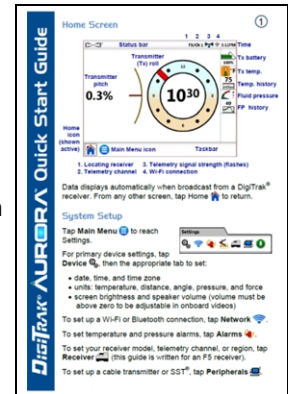 DIGITRAK® AURORA Quick Start Guide
Home Screen
1
1 2 3 4
Status bar
Time
Transmitter
(Tx) roll
Tx battery
Transmitter
pitch
Tx temp.
0.3%
10³⁰
75
Temp. history
Fluid pressure
40
FP history
Home
icon
(shown
active)
Main Menu icon
Taskbar
1. Locating receiver 3. Telemetry signal strength (flashes)
2. Telemetry channel 4. Wi-Fi connection
Data displays automatically when broadcast from a DigiTrak®
receiver. From any other screen, tap Home to return.
System Setup
Tap Main Menu to reach
Settings.
Settings
For primary device settings, tap
Device, then the appropriate tab to set:
• date, time, and time zone
• units: temperature, distance, angle, pressure, and force
• screen brightness and speaker volume (volume must be
above zero to be adjustable in onboard videos)
To set up a Wi-Fi or Bluetooth connection, tap Network.
To set temperature and pressure alarms, tap Alarms.
To set your receiver model, telemetry channel, or region, tap
Receiver (this guide is written for an F5 receiver).
To set up a cable transmitter or SST®, tap Peripherals.